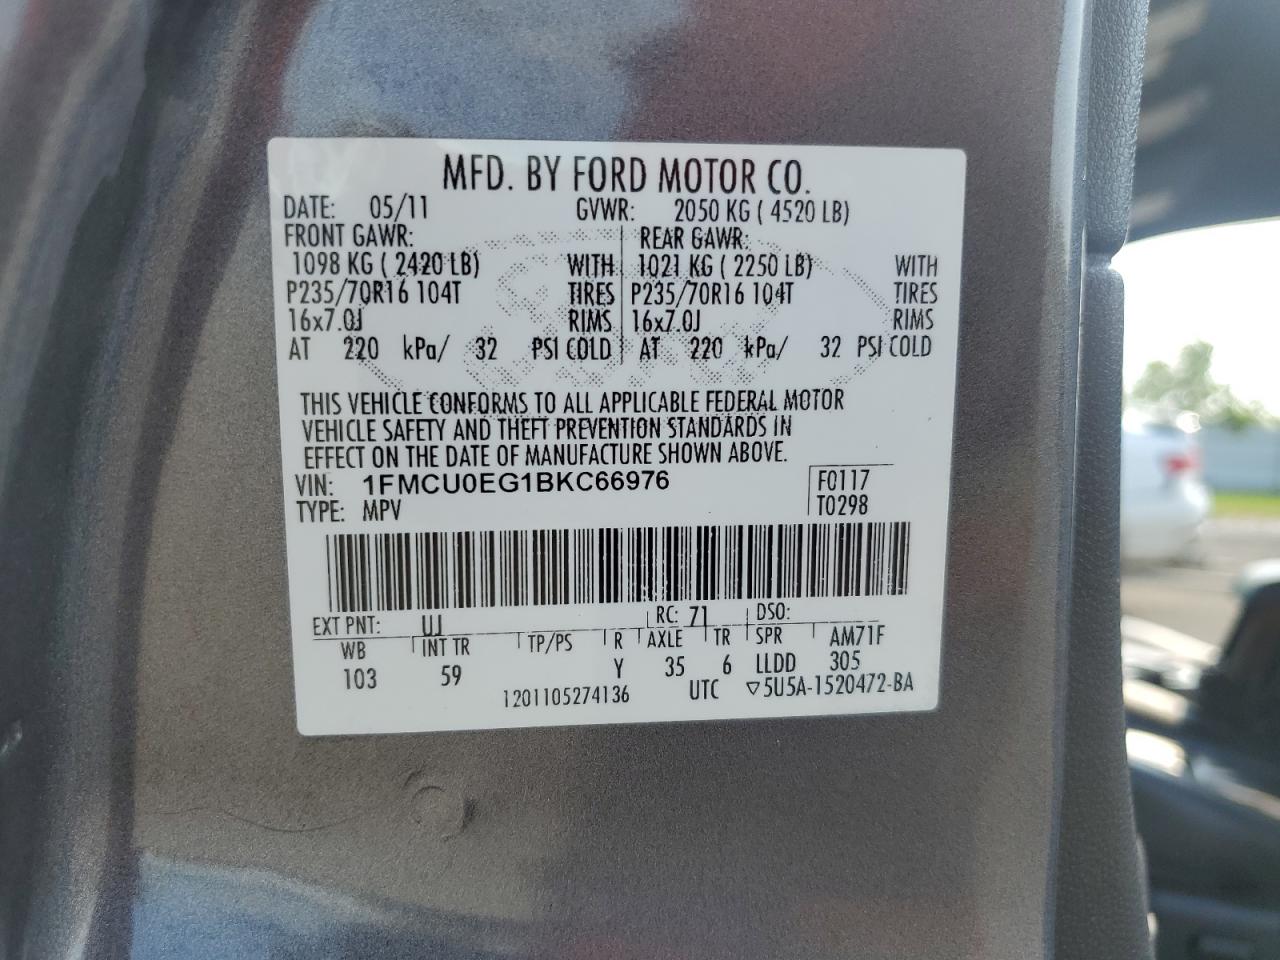 MFD. BY FORD MOTOR CO.
DATE: 05/11 GVWR: 2050 KG ( 4520 LB)
FRONT GAWR: REAR GAWR:
1098 KG ( 2420 LB) WITH 1021 KG ( 2250 LB) WITH
P235/70R16 104T TIRES P235/70R16 104T TIRES
16x7.0J RIMS 16x7.0J RIMS
AT 220 kPa/ 32 PSI COLD AT 220 kPa/ 32 PSI COLD
THIS VEHICLE CONFORMS TO ALL APPLICABLE FEDERAL MOTOR
VEHICLE SAFETY AND THEFT PREVENTION STANDARDS IN
EFFECT ON THE DATE OF MANUFACTURE SHOWN ABOVE.
VIN: 1FMCU0EG1BKC66976 F0117
TYPE: MPV T0298
EXT PNT: UJ RC: 71 DSO:
WB INT TR TP/PS R AXLE TR SPR AM71F
103 59 Y 35 6 LLDD 305
1201105274136 UTC ▽5U5A-1520472-BA